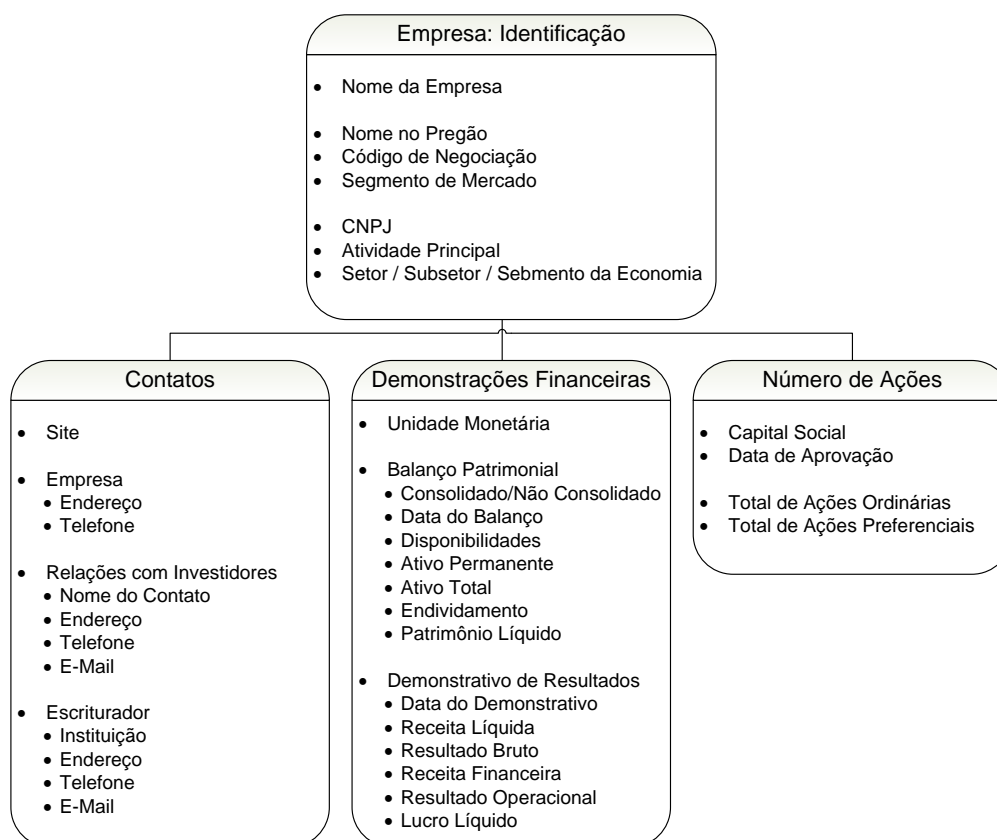 Empresa: Identificação
• Nome da Empresa
• Nome no Pregão
• Código de Negociação
• Segmento de Mercado
• CNPJ
• Atividade Principal
• Setor / Subsetor / Sebmento da Economia
Contatos
• Site
• Empresa
• Endereço
• Telefone
• Relações com Investidores
• Nome do Contato
• Endereço
• Telefone
• E-Mail
• Escriturador
• Instituição
• Endereço
• Telefone
• E-Mail
Demonstrações Financeiras
• Unidade Monetária
• Balanço Patrimonial
• Consolidado/Não Consolidado
• Data do Balanço
• Disponibilidades
• Ativo Permanente
• Ativo Total
• Endividamento
• Patrimônio Líquido
• Demonstrativo de Resultados
• Data do Demonstrativo
• Receita Líquida
• Resultado Bruto
• Receita Financeira
• Resultado Operacional
• Lucro Líquido
Número de Ações
• Capital Social
• Data de Aprovação
• Total de Ações Ordinárias
• Total de Ações Preferenciais